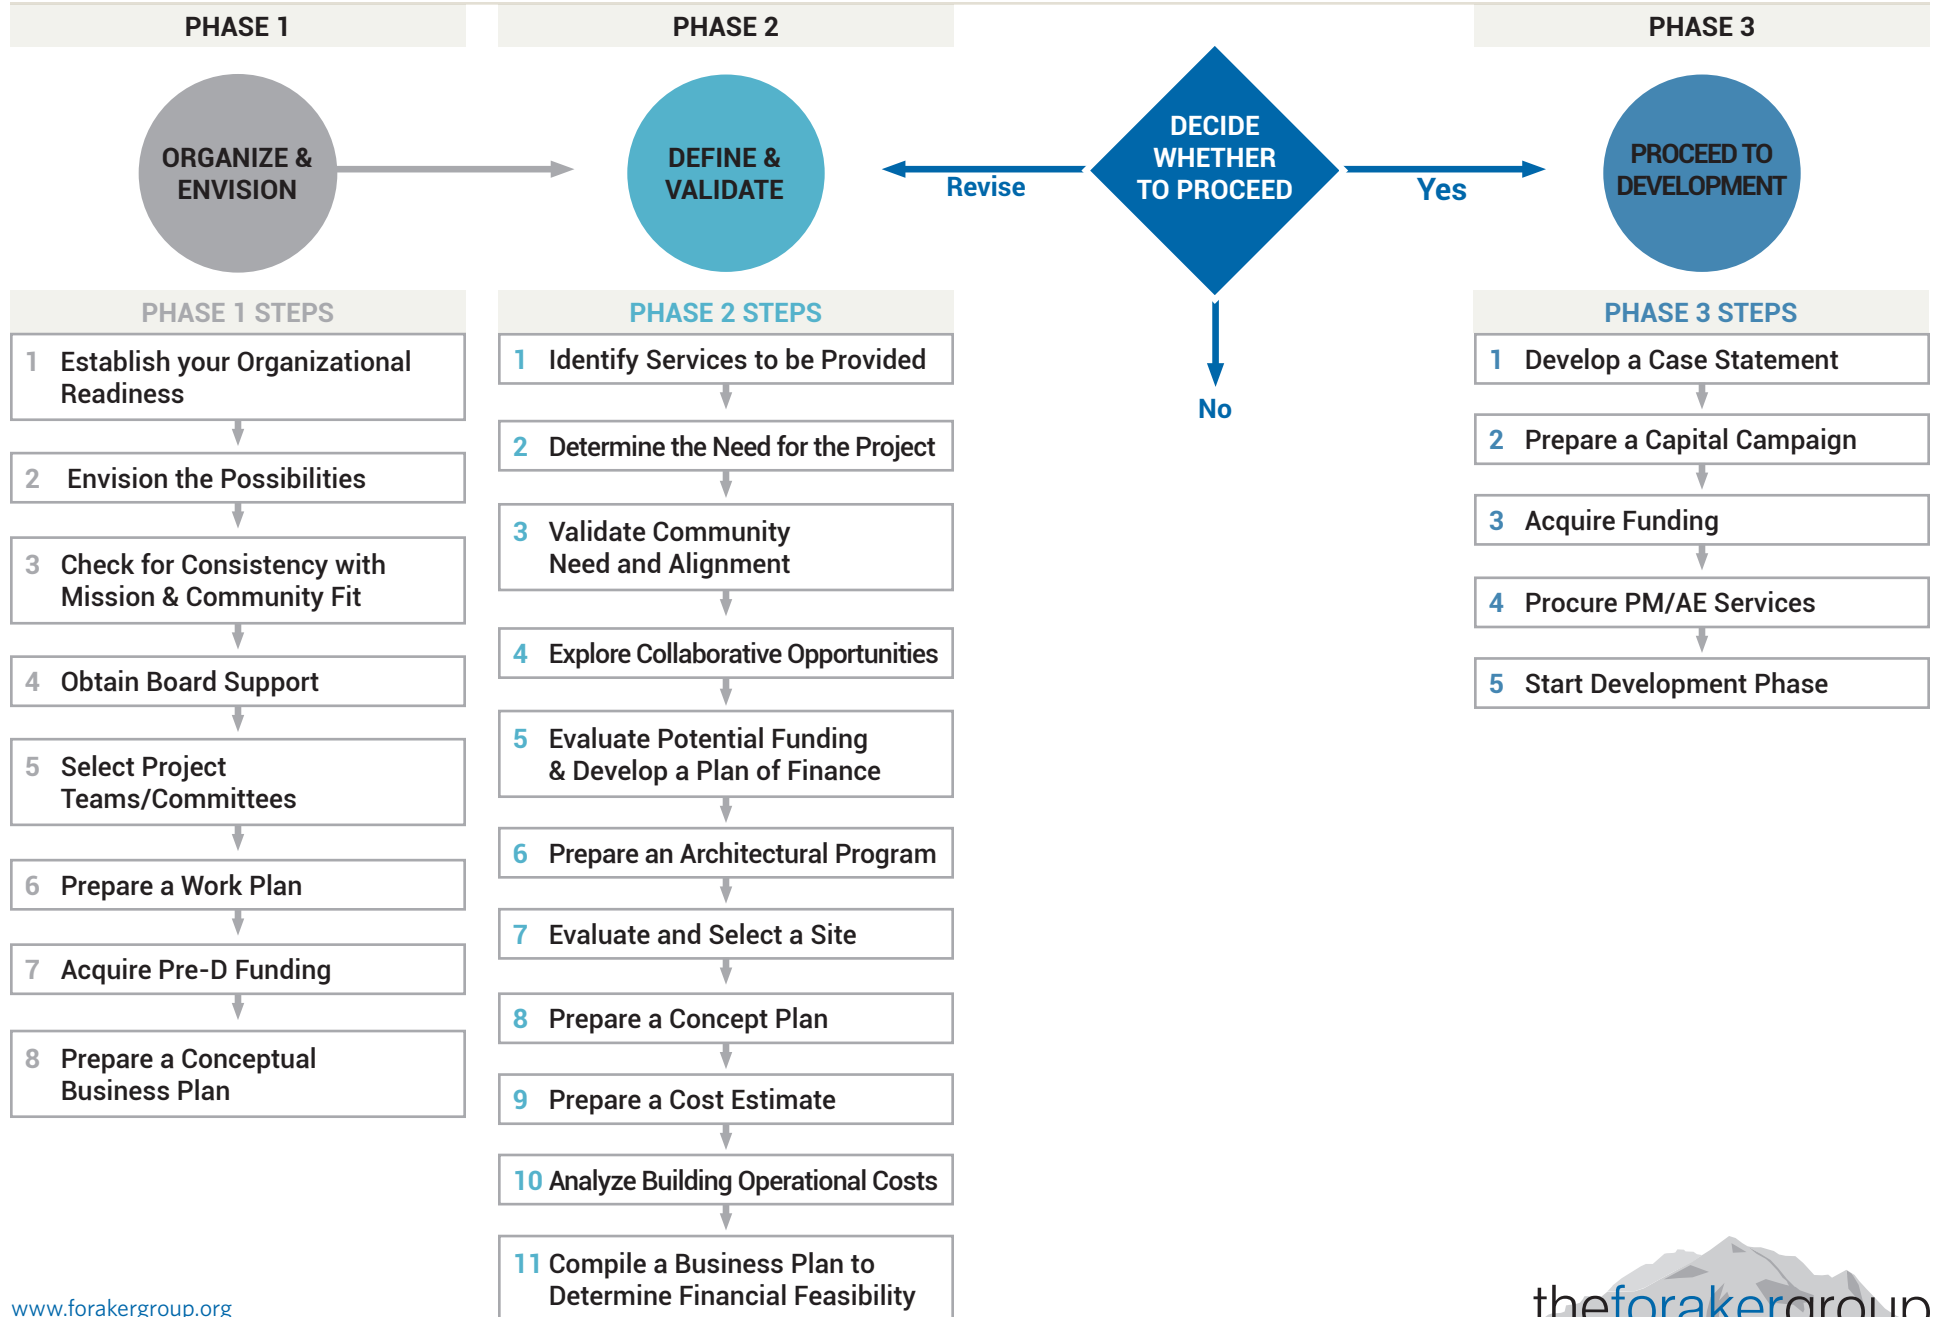 PHASE 1
ORGANIZE &
ENVISION
PHASE 1 STEPS
1 Establish your Organizational
Readiness
2 Envision the Possibilities
3 Check for Consistency with
Mission & Community Fit
4 Obtain Board Support
5 Select Project
Teams/Committees
6 Prepare a Work Plan
7 Acquire Pre-D Funding
8 Prepare a Conceptual
Business Plan
PHASE 2
DEFINE &
VALIDATE
PHASE 2 STEPS
1 Identify Services to be Provided
2 Determine the Need for the Project
3 Validate Community
Need and Alignment
4 Explore Collaborative Opportunities
5 Evaluate Potential Funding
& Develop a Plan of Finance
6 Prepare an Architectural Program
7 Evaluate and Select a Site
8 Prepare a Concept Plan
9 Prepare a Cost Estimate
10 Analyze Building Operational Costs
11 Compile a Business Plan to
Determine Financial Feasibility
DECIDE
WHETHER
TO PROCEED
Revise
Yes
No
PHASE 3
PROCEED TO
DEVELOPMENT
PHASE 3 STEPS
1 Develop a Case Statement
2 Prepare a Capital Campaign
3 Acquire Funding
4 Procure PM/AE Services
5 Start Development Phase
www.forakergroup.org
theforakergroup